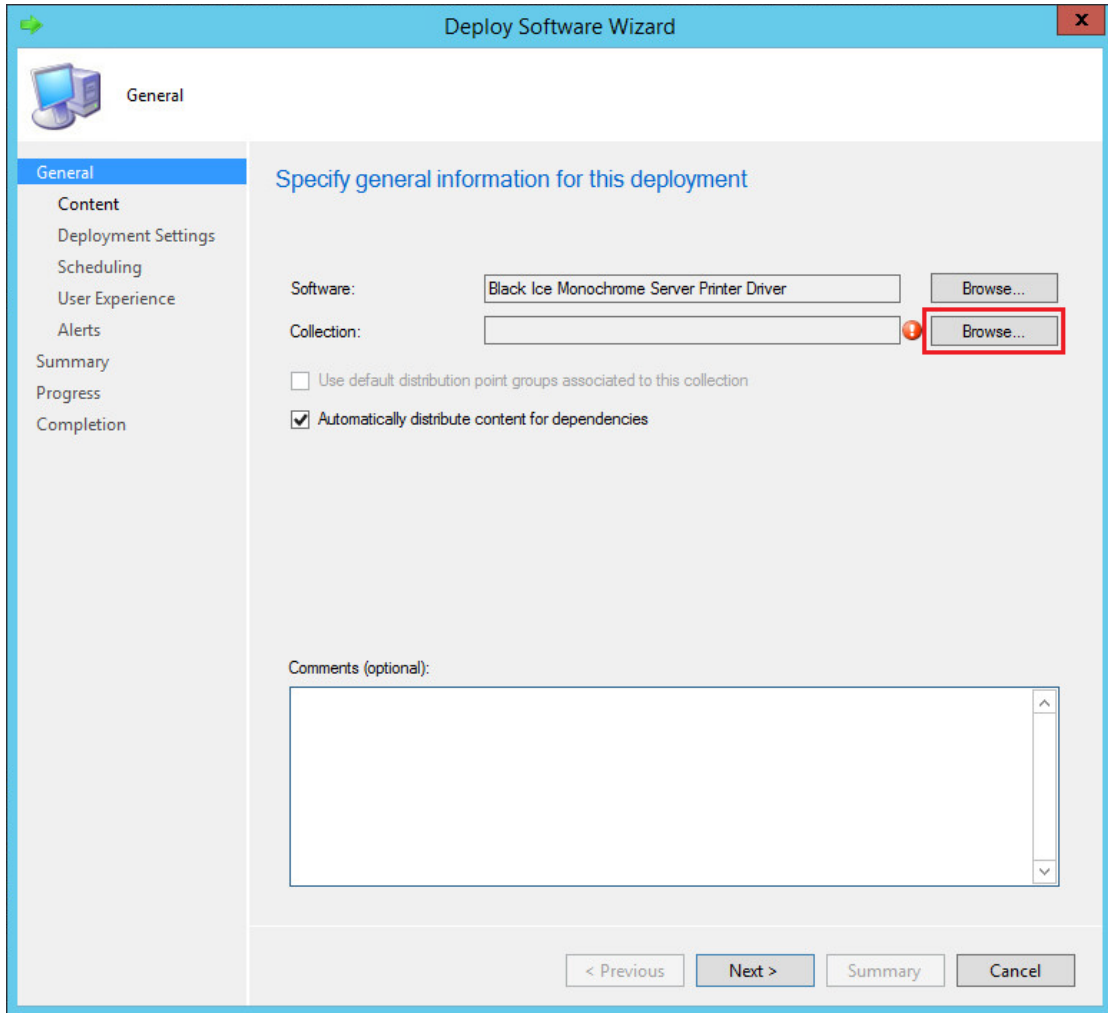 Deploy Software Wizard
x
General
General
Content
Deployment Settings
Scheduling
User Experience
Alerts
Summary
Progress
Completion
Specify general information for this deployment
Software: Black Ice Monochrome Server Printer Driver Browse...
Collection: ! Browse...
Use default distribution point groups associated to this collection
Automatically distribute content for dependencies
Comments (optional):
< Previous Next > Summary Cancel